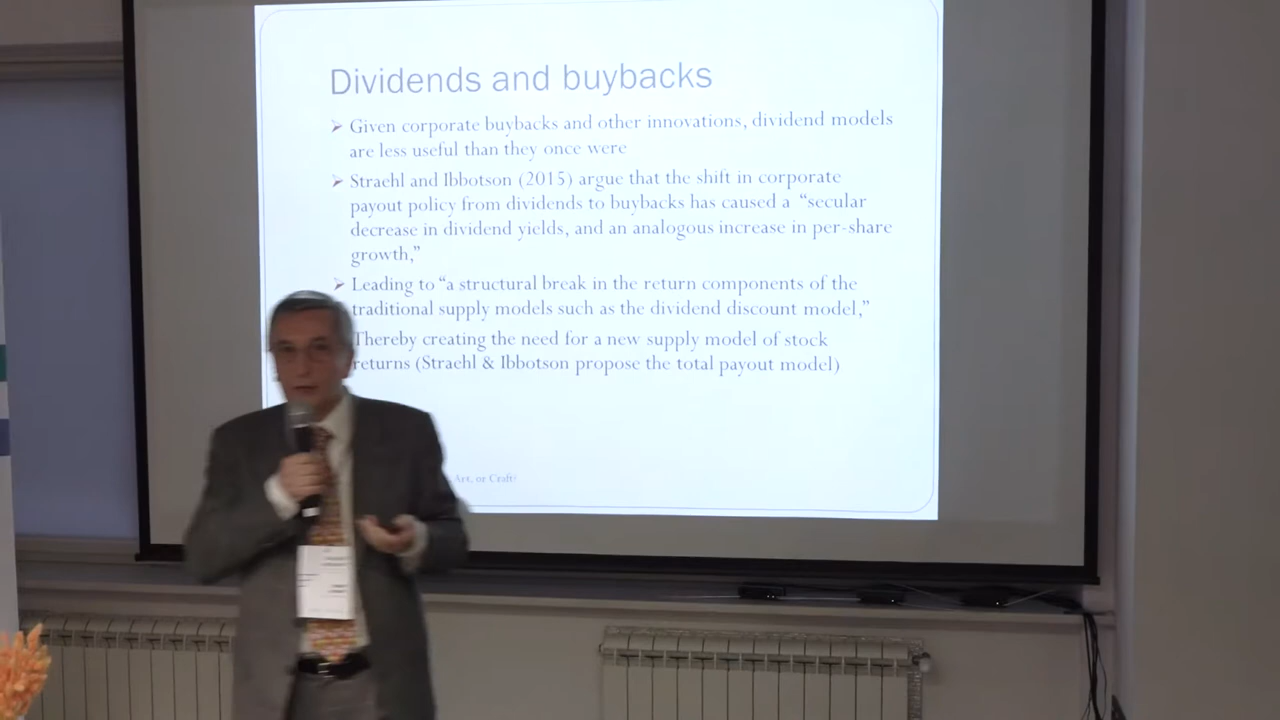 Dividends and buybacks
Given corporate buybacks and other innovations, dividend models
are less useful than they once were
Straehl and Ibbotson (2015) argue that the shift in corporate
payout policy from dividends to buybacks has caused a “secular
decrease in dividend yields, and an analogous increase in per-share
growth,”
Leading to “a structural break in the return components of the
traditional supply models such as the dividend discount model,”
Thereby creating the need for a new supply model of stock
returns (Straehl & Ibbotson propose the total payout model)
Art, or Craft?